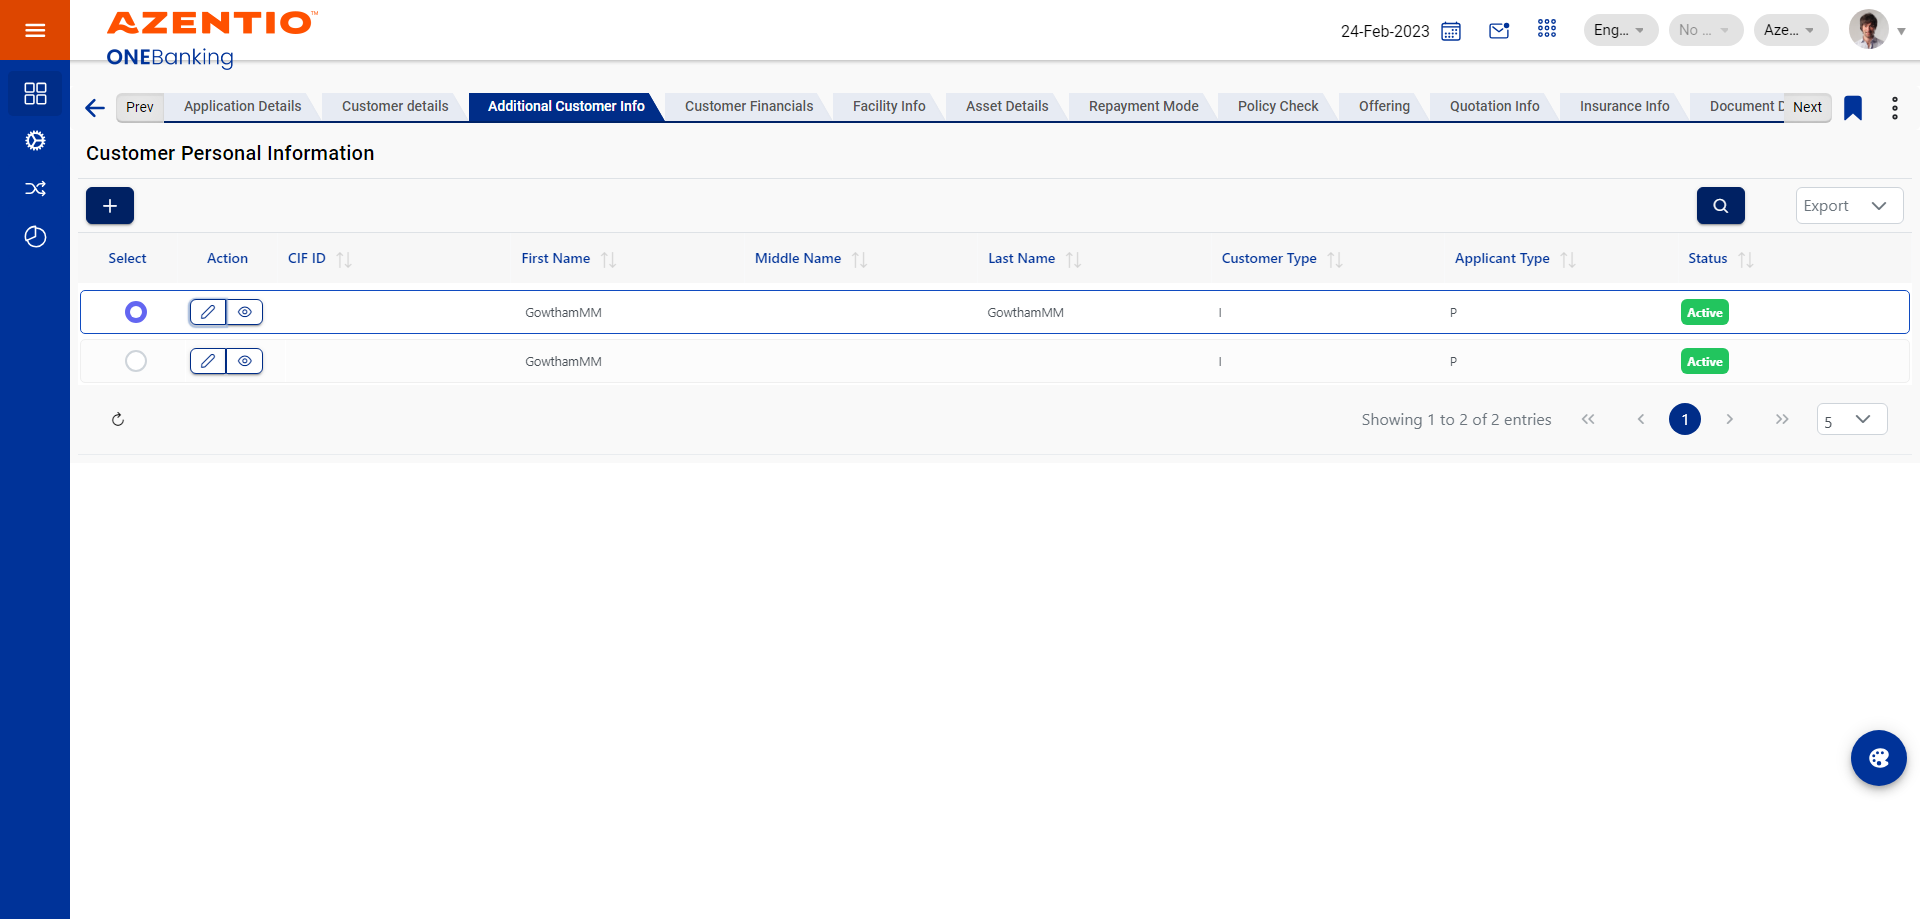 AZENTIO™
ONEBanking
24-Feb-2023
Eng...
No ...
Aze...
Prev
Application Details
Customer details
Additional Customer Info
Customer Financials
Facility Info
Asset Details
Repayment Mode
Policy Check
Offering
Quotation Info
Insurance Info
Document D
Next
Customer Personal Information
+
Export
Select Action CIF ID First Name Middle Name Last Name Customer Type Applicant Type Status
GowthamMM GowthamMM I P Active
GowthamMM I P Active
Showing 1 to 2 of 2 entries
1
5